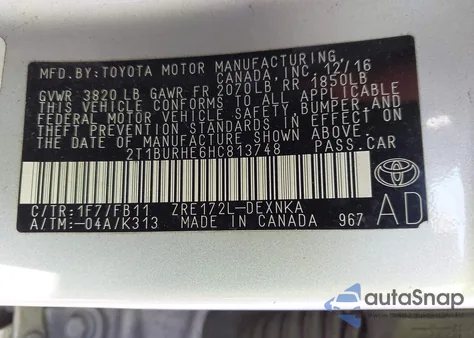 MFD.BY:TOYOTA MOTOR MANUFACTURING
CANADA, INC. 12/16
GVWR 3820 LB GAWR FR 2070LB RR 1850LB
THIS VEHICLE CONFORMS TO ALL APPLICABLE
FEDERAL MOTOR VEHICLE SAFETY, BUMPER, AND
THEFT PREVENTION STANDARDS IN EFFECT ON
THE DATE OF MANUFACTURE SHOWN ABOVE.
2T1BURHE6HC813748 PASS.CAR
C/TR:1F7/FB11 ZRE172L-DEXNKA
A/TM:-04A/K313 MADE IN CANADA 967
TOYOTA
AD
autoSnap